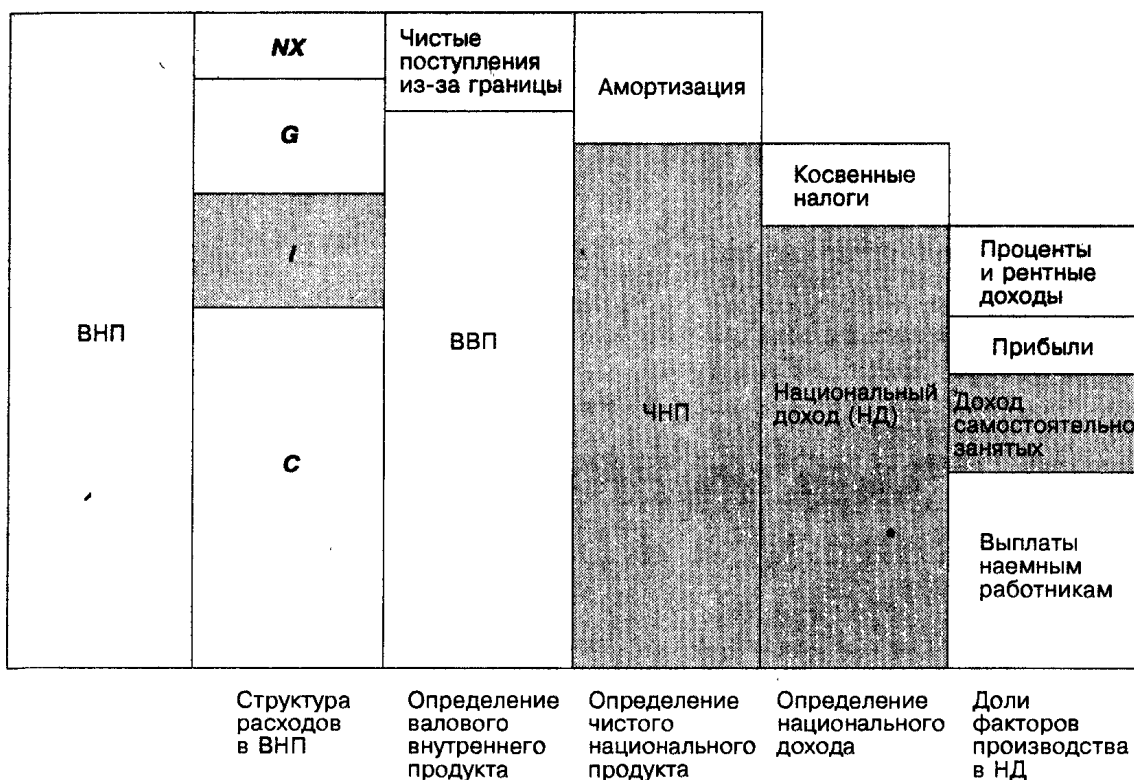 ВНП
NX
G
I
C
Чистые
поступления
из-за границы
ВВП
Амортизация
ЧНП
Косвенные
налоги
Национальный
доход (НД)
Проценты
и рентные
доходы
Прибыли
Доход
самостоятельно
занятых
Выплаты
наемным
работникам
Структура
расходов
в ВНП
Определение
валового
внутреннего
продукта
Определение
чистого
национального
продукта
Определение
национального
дохода
Доли
факторов
производства
в НД